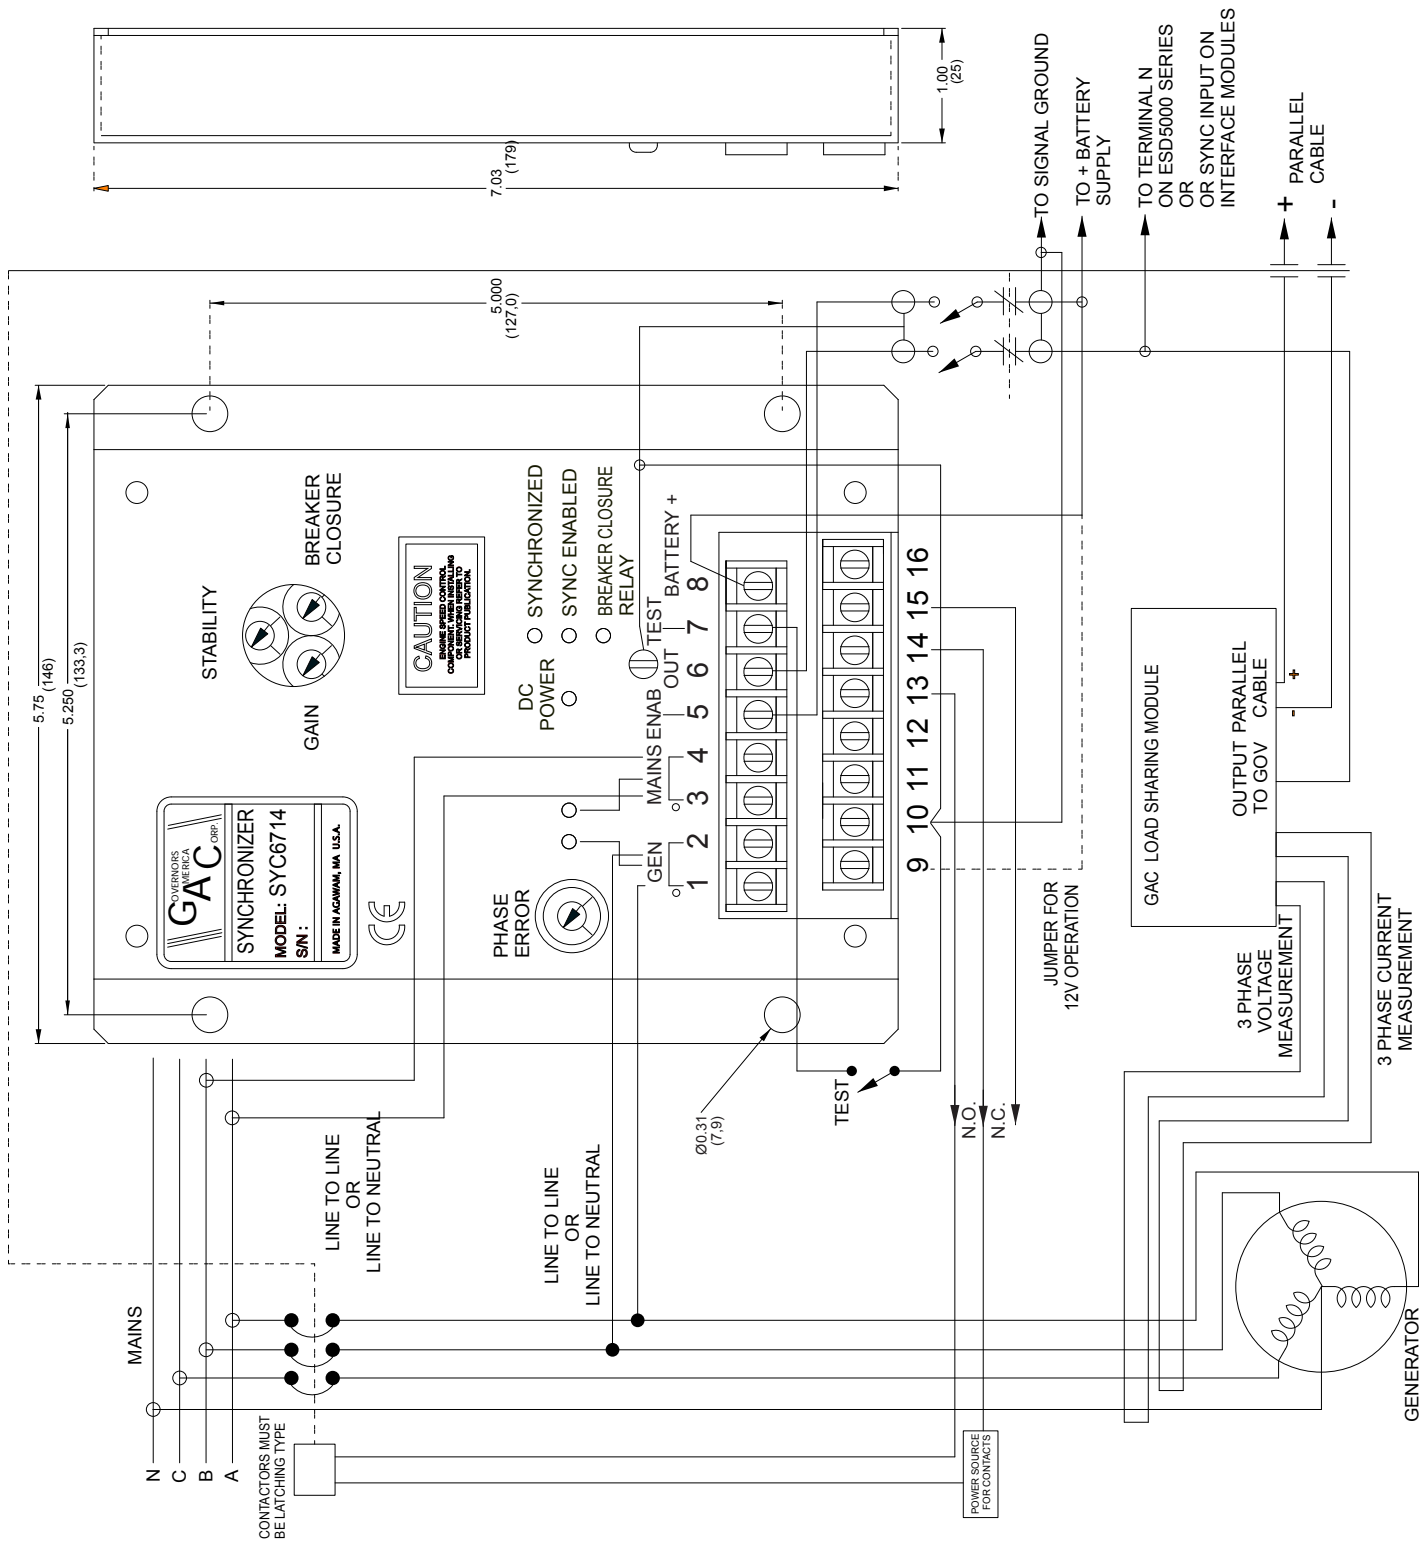 7.03
(179)
1.00
(25)
5.75
(146)
5.250
(133,3)
5.000
(127,0)
GOVERNORS
AMERICA
CORP.
GAC
SYNCHRONIZER
MODEL: SYC6714
S/N :
MADE IN AGAWAM, MA U.S.A.
CE
STABILITY
GAIN
BREAKER
CLOSURE
CAUTION
ENGINE SPEED CONTROL
COMPONENT. WHEN INSTALLING
OR SERVICING REFER TO
PRODUCT PUBLICATION.
PHASE
ERROR
DC
POWER
SYNCHRONIZED
SYNC ENABLED
BREAKER CLOSURE
RELAY
GEN
MAINS
ENAB
OUT
TEST
BATTERY +
1 2 3 4 5 6 7 8
9 10 11 12 13 14 15 16
TO SIGNAL GROUND
TO + BATTERY
SUPPLY
TO TERMINAL N
ON ESD5000 SERIES
OR
OR SYNC INPUT ON
INTERFACE MODULES
+
PARALLEL
CABLE
-
JUMPER FOR
12V OPERATION
GAC LOAD SHARING MODULE
OUTPUT
TO GOV
PARALLEL
CABLE
- +
3 PHASE
VOLTAGE
MEASUREMENT
3 PHASE CURRENT
MEASUREMENT
TEST
N.O.
N.C.
Ø0.31
(7,9)
LINE TO LINE
OR
LINE TO NEUTRAL
LINE TO LINE
OR
LINE TO NEUTRAL
MAINS
N
C
B
A
CONTACTORS MUST
BE LATCHING TYPE
POWER SOURCE
FOR CONTACTS
GENERATOR